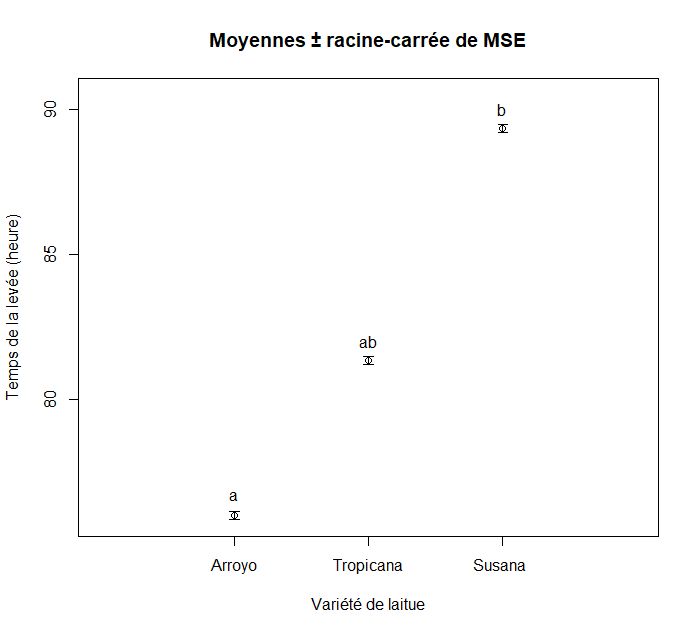 Moyennes ± racine-carrée de MSE
Temps de la levée (heure)
90
85
80
b
ab
a
Arroyo Tropicana Susana
Variété de laitue